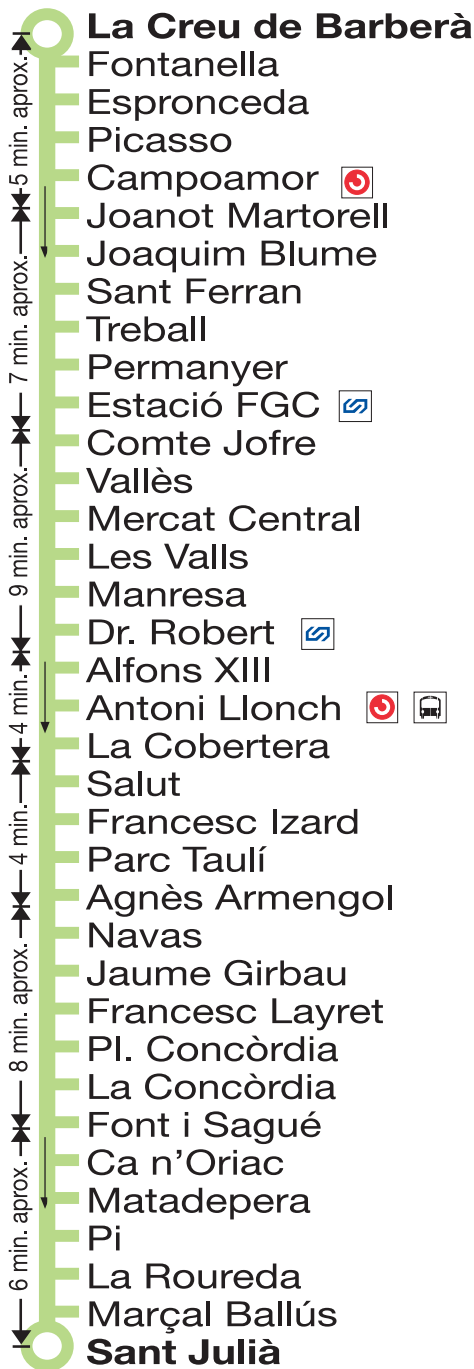 La Creu de Barberà
Fontanella
Espronceda
Picasso
Campoamor
Joanot Martorell
Joaquim Blume
Sant Ferran
Treball
Permanyer
Estació FGC
Comte Jofre
Vallès
Mercat Central
Les Valls
Manresa
Dr. Robert
Alfons XIII
Antoni Llonch
La Cobertera
Salut
Francesc Izard
Parc Taulí
Agnès Armengol
Navas
Jaume Girbau
Francesc Layret
Pl. Concòrdia
La Concòrdia
Font i Sagué
Ca n’Oriac
Matadepera
Pi
La Roureda
Marçal Ballús
Sant Julià
5 min. aprox.
7 min. aprox.
9 min. aprox.
4 min.
4 min.
8 min. aprox.
6 min. aprox.